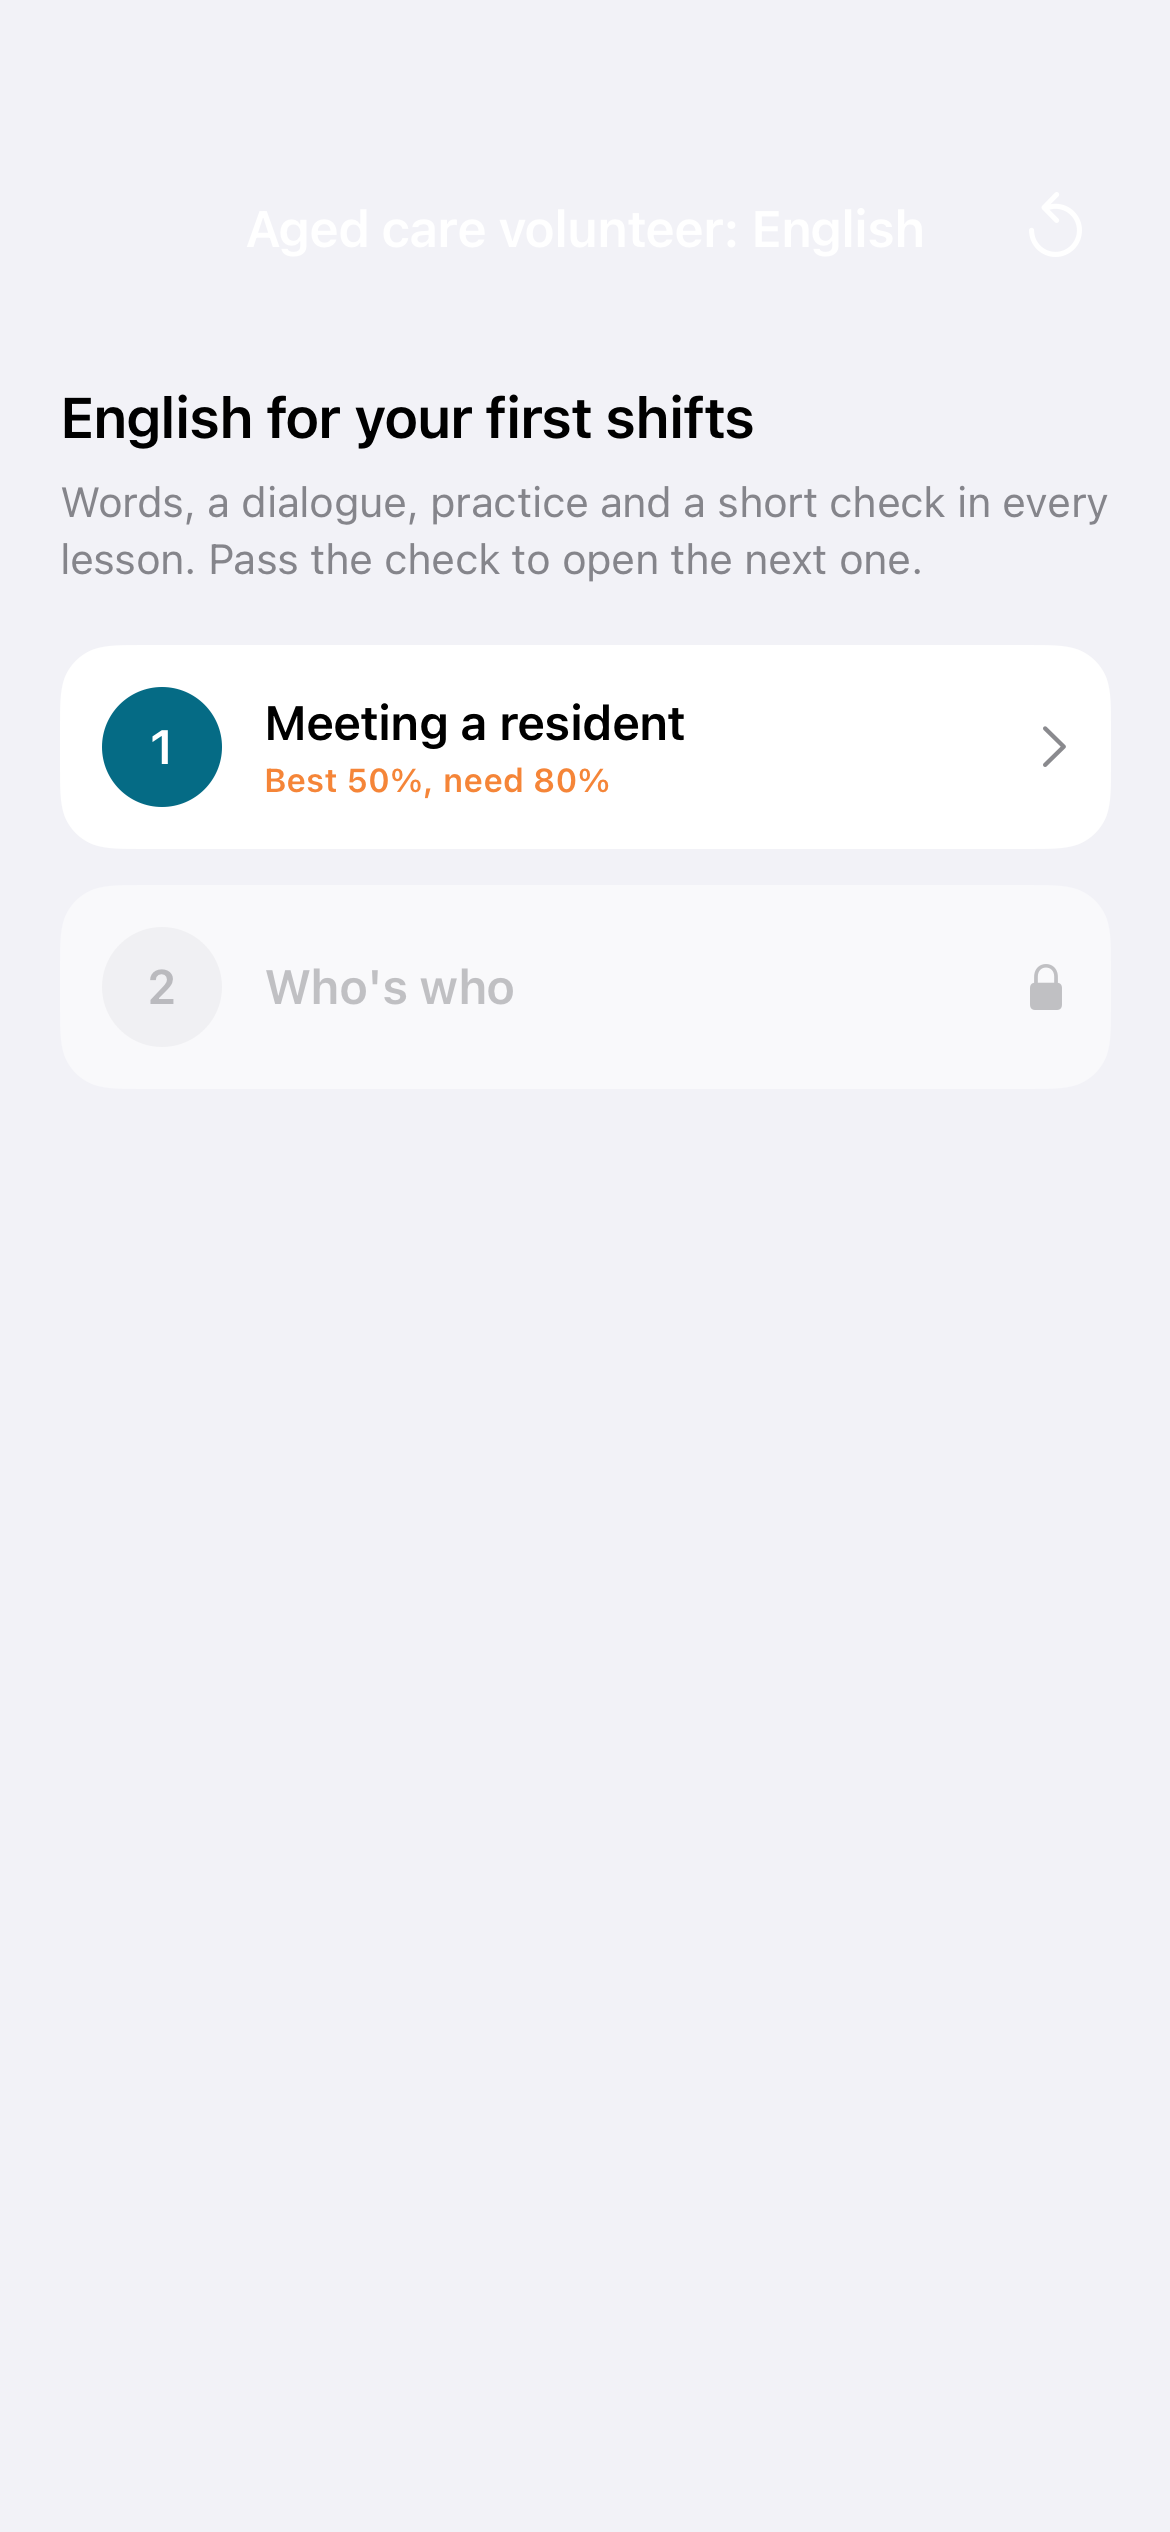 Aged care volunteer: English
English for your first shifts
Words, a dialogue, practice and a short check in every
lesson. Pass the check to open the next one.
1
Meeting a resident
Best 50%, need 80%
2
Who's who